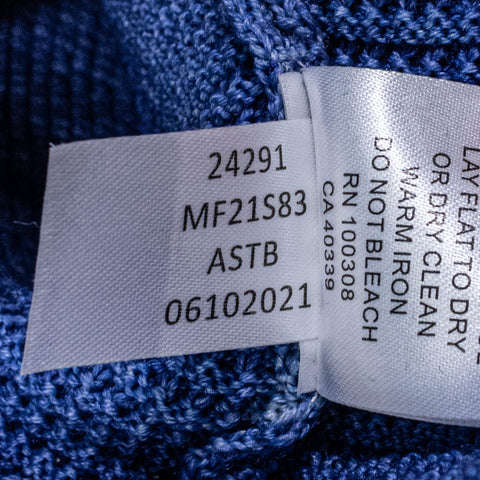 24291
MF21S83
ASTB
06102021
LAY FLAT TO DRY
OR DRY CLEAN
WARM IRON
DO NOT BLEACH
RN 100308
CA 40339